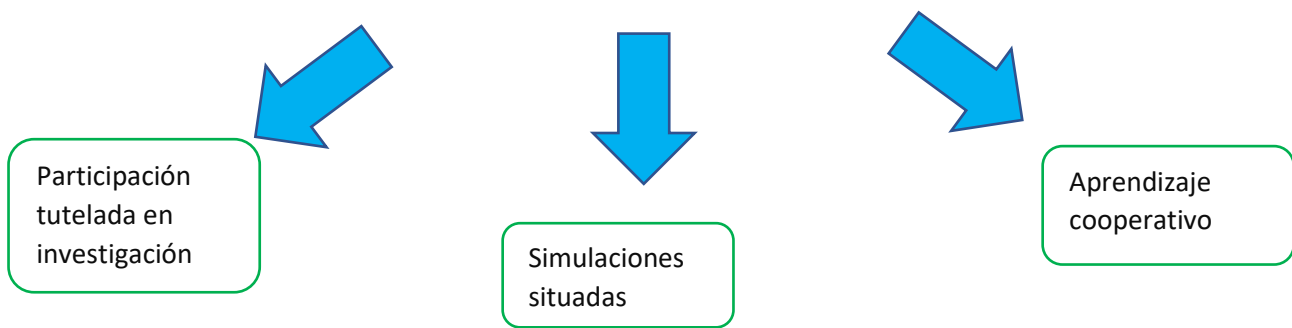 Participación
tutelada en
investigación
Simulaciones
situadas
Aprendizaje
cooperativo